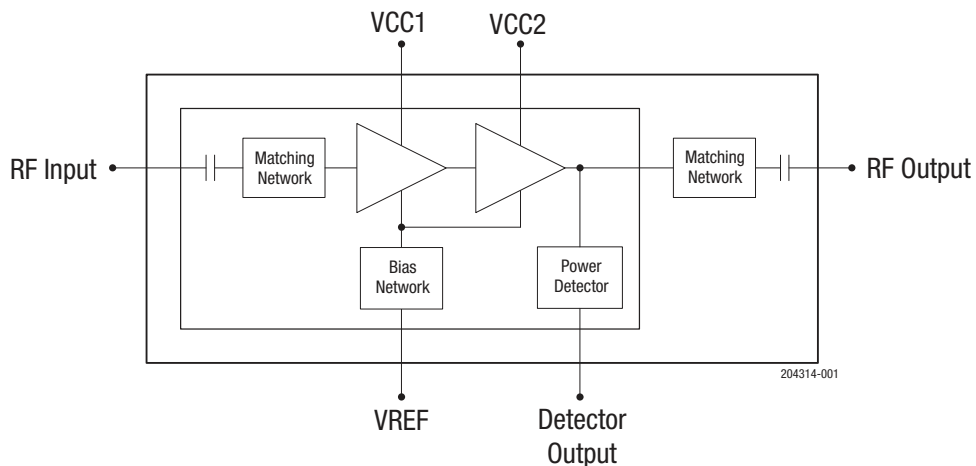 VCC1
VCC2
RF Input
Matching
Network
Matching
Network
RF Output
Bias
Network
Power
Detector
204314-001
VREF
Detector
Output